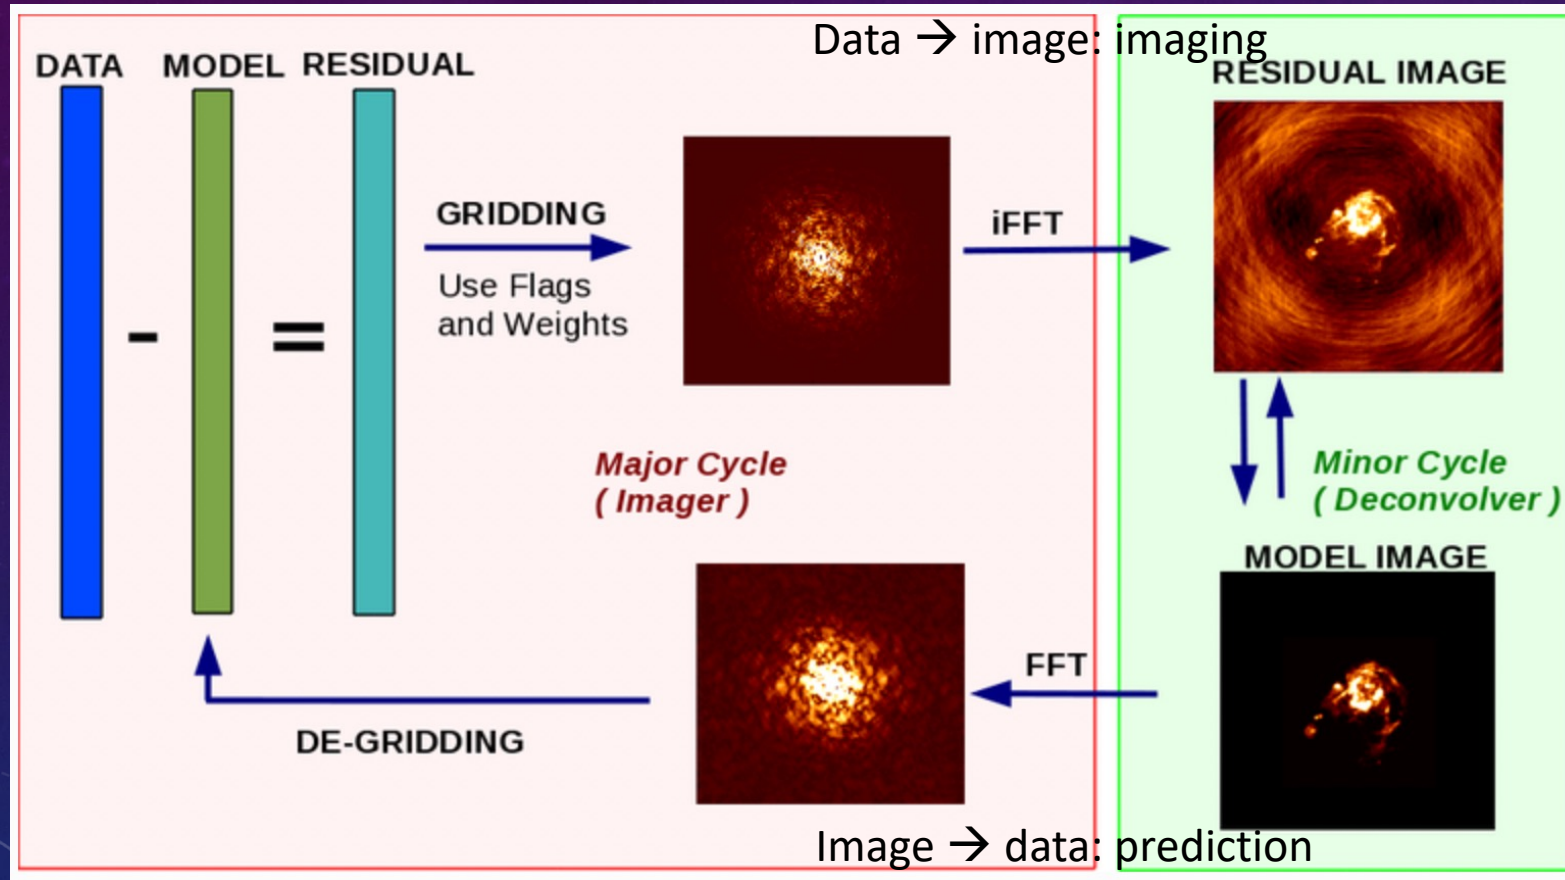 Data → image: imaging
DATA MODEL RESIDUAL
RESIDUAL IMAGE
GRIDDING
Use Flags
and Weights
iFFT
-
=
Major Cycle
( Imager )
Minor Cycle
( Deconvolver )
MODEL IMAGE
FFT
DE-GRIDDING
Image → data: prediction